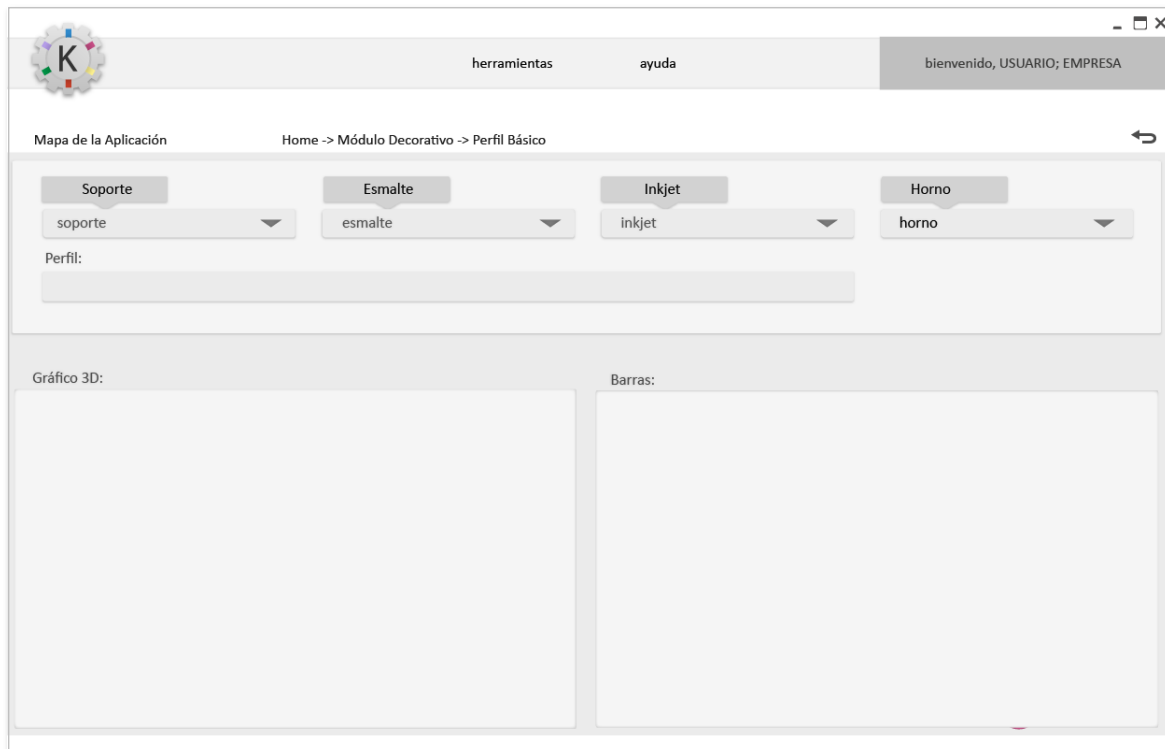 K
herramientas ayuda bienvenido, USUARIO; EMPRESA
Mapa de la Aplicación Home -> Módulo Decorativo -> Perfil Básico
Soporte Esmalte Inkjet Horno
soporte esmalte inkjet horno
Perfil:
Gráfico 3D: Barras: